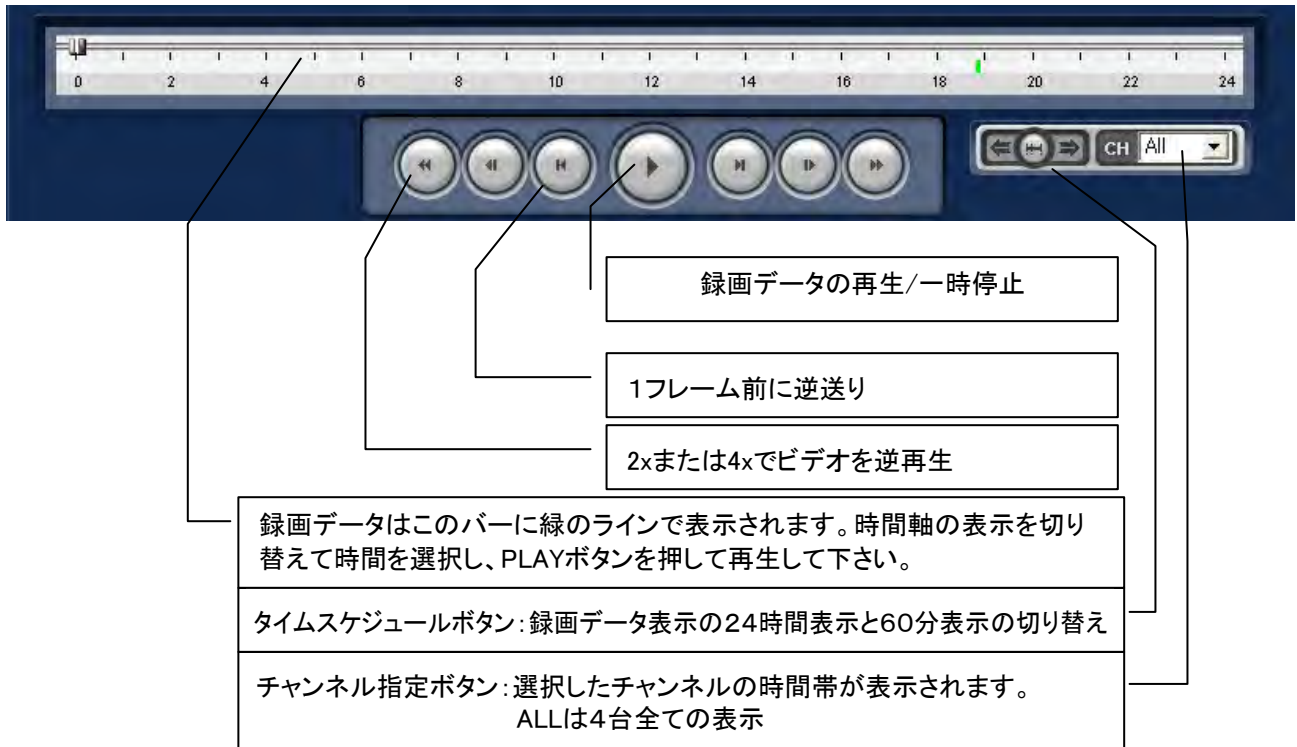 0 2 4 6 8 10 12 14 16 18 20 22 24
CH All
録画データの再生/一時停止
１フレーム前に逆送り
2xまたは4xでビデオを逆再生
録画データはこのバーに緑のラインで表示されます。時間軸の表示を切り
替えて時間を選択し、PLAYボタンを押して再生して下さい。
タイムスケジュールボタン：録画データ表示の２４時間表示と６０分表示の切り替え
チャンネル指定ボタン：選択したチャンネルの時間帯が表示されます。
ALLは４台全ての表示